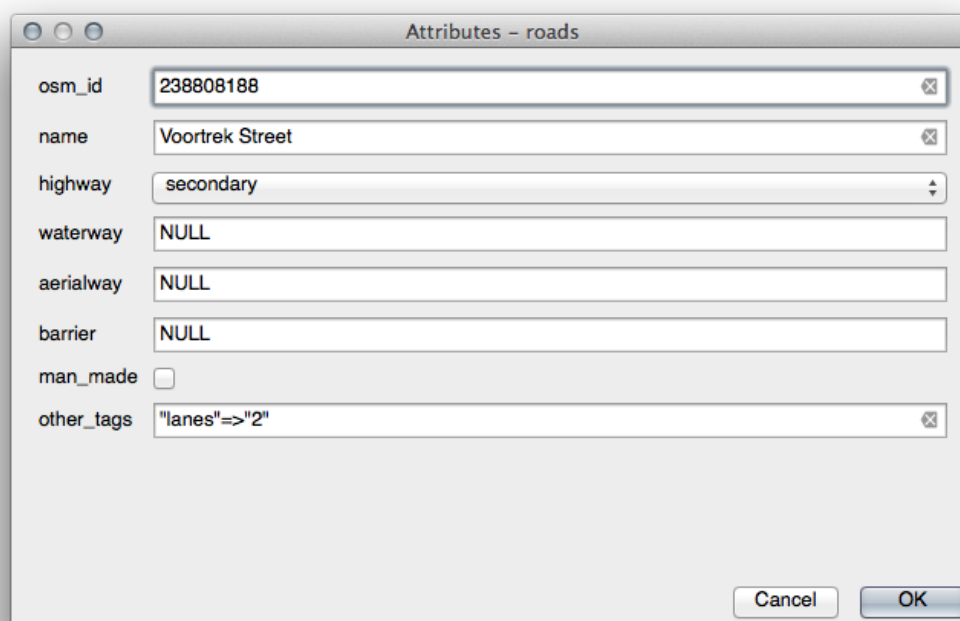 Attributes – roads
osm_id 238808188
name Voortrek Street
highway secondary
waterway NULL
aerialway NULL
barrier NULL
man_made
other_tags "lanes"=>"2"
Cancel OK